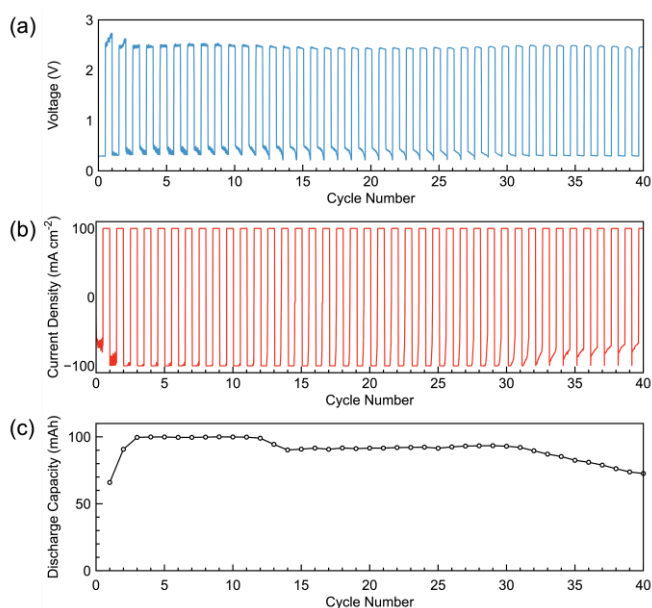 (a)
3
2
1
0
Voltage (V)
0 5 10 15 20 25 30 35 40
Cycle Number
(b)
100
0
-100
Current Density (mA cm⁻²)
0 5 10 15 20 25 30 35 40
Cycle Number
(c)
100
50
0
Discharge Capacity (mAh)
0 5 10 15 20 25 30 35 40
Cycle Number